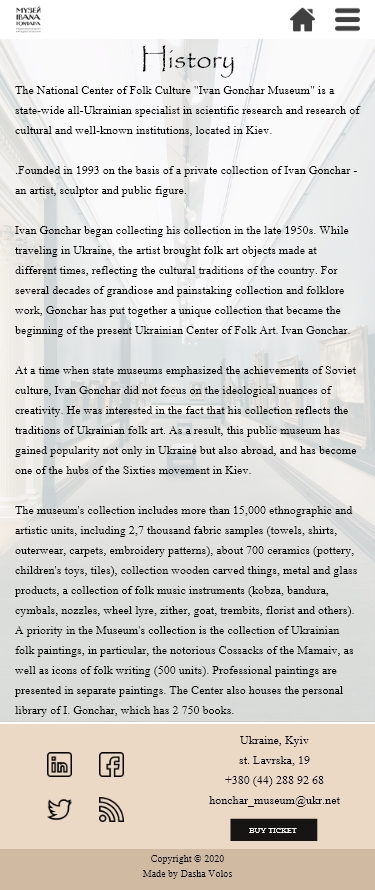 МУЗЕЙ
ІВАНА
ГОНЧАРА
History
The National Center of Folk Culture "Ivan Gonchar Museum" is a
state-wide all-Ukrainian specialist in scientific research and research of
cultural and well-known institutions, located in Kiev.
.Founded in 1993 on the basis of a private collection of Ivan Gonchar -
an artist, sculptor and public figure.
Ivan Gonchar began collecting his collection in the late 1950s. While
traveling in Ukraine, the artist brought folk art objects made at
different times, reflecting the cultural traditions of the country. For
several decades of grandiose and painstaking collection and folklore
work, Gonchar has put together a unique collection that became the
beginning of the present Ukrainian Center of Folk Art. Ivan Gonchar.
At a time when state museums emphasized the achievements of Soviet
culture, Ivan Gonchar did not focus on the ideological nuances of
creativity. He was interested in the fact that his collection reflects the
traditions of Ukrainian folk art. As a result, this public museum has
gained popularity not only in Ukraine but also abroad, and has become
one of the hubs of the Sixties movement in Kiev.
The museum's collection includes more than 15,000 ethnographic and
artistic units, including 2,7 thousand fabric samples (towels, shirts,
outerwear, carpets, embroidery patterns), about 700 ceramics (pottery,
children's toys, tiles), collection wooden carved things, metal and glass
products, a collection of folk music instruments (kobza, bandura,
cymbals, nozzles, wheel lyre, zither, goat, trembits, florist and others).
A priority in the Museum's collection is the collection of Ukrainian
folk paintings, in particular, the notorious Cossacks of the Mamaiv, as
well as icons of folk writing (500 units). Professional paintings are
presented in separate paintings. The Center also houses the personal
library of I. Gonchar, which has 2 750 books.
Ukraine, Kyiv
st. Lavrska, 19
+380 (44) 288 92 68
honchar_museum@ukr.net
BUY TICKET
Copyright © 2020
Made by Dasha Volos